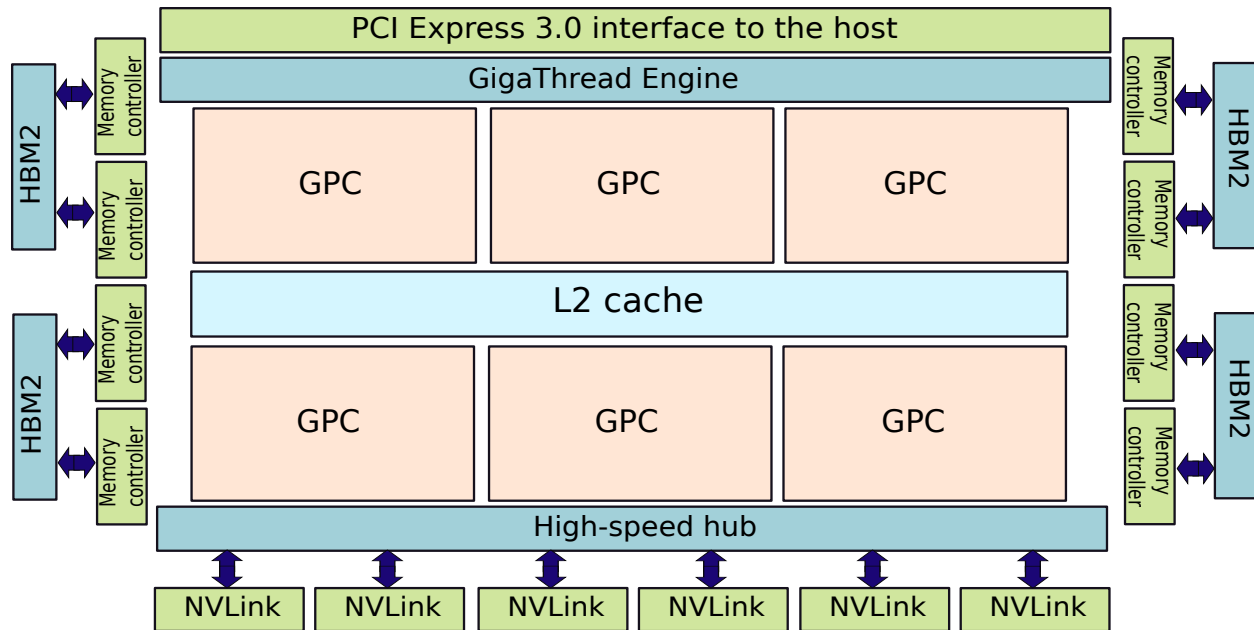 PCI Express 3.0 interface to the host
GigaThread Engine
HBM2
Memory
controller
Memory
controller
GPC
GPC
GPC
Memory
controller
Memory
controller
HBM2
L2 cache
HBM2
Memory
controller
Memory
controller
GPC
GPC
GPC
Memory
controller
Memory
controller
HBM2
High-speed hub
NVLink
NVLink
NVLink
NVLink
NVLink
NVLink